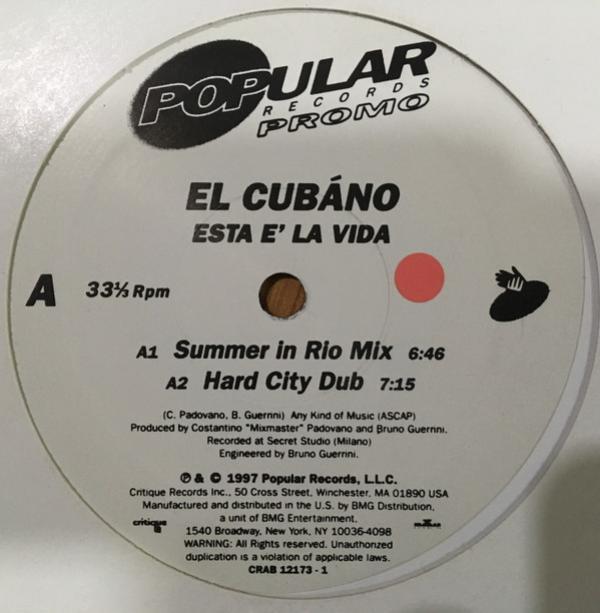 POPULAR
RECORDS
PROMO
EL CUBÁNO
ESTA E' LA VIDA
A 33⅓ Rpm
A1 Summer in Rio Mix 6:46
A2 Hard City Dub 7:15
(C. Padovano, B. Guerrini) Any Kind of Music (ASCAP)
Produced by Costantino "Mixmaster" Padovano and Bruno Guerrini.
Recorded at Secret Studio (Milano)
Engineered by Bruno Guerrini.
℗ & © 1997 Popular Records, L.L.C.
Critique Records Inc., 50 Cross Street, Winchester, MA 01890 USA
Manufactured and distributed in the U.S. by BMG Distribution,
critique a unit of BMG Entertainment.
1540 Broadway, New York, NY 10036-4098
WARNING: All Rights reserved. Unauthorized
duplication is a violation of applicable laws.
CRAB 12173 - 1